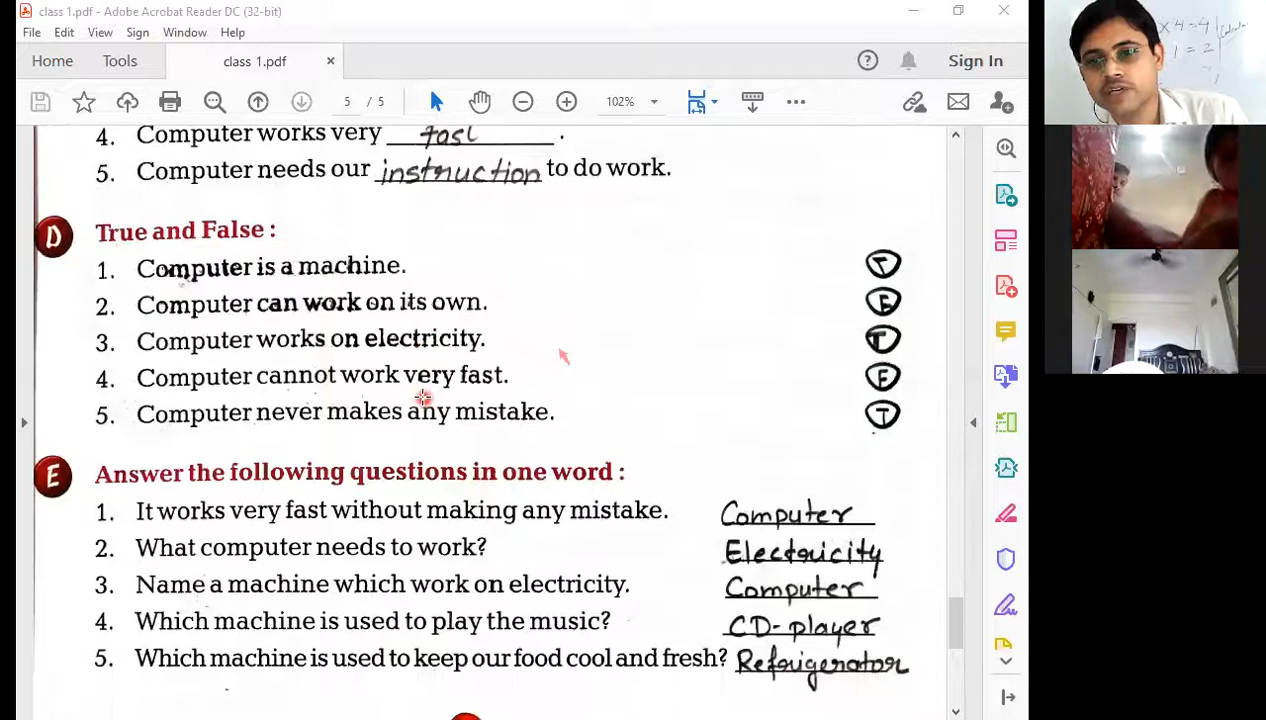 class 1.pdf - Adobe Acrobat Reader DC (32-bit)
File Edit View Sign Window Help
Home Tools class 1.pdf × Sign In
5 / 5 102%
4. Computer works very fast .
5. Computer needs our instruction to do work.
D True and False :
1. Computer is a machine. T
2. Computer can work on its own. F
3. Computer works on electricity. T
4. Computer cannot work very fast. F
5. Computer never makes any mistake. T
E Answer the following questions in one word :
1. It works very fast without making any mistake. Computer
2. What computer needs to work? Electricity
3. Name a machine which work on electricity. Computer
4. Which machine is used to play the music? CD-player
5. Which machine is used to keep our food cool and fresh? Refrigerator
x 4 = 4
1 = 2